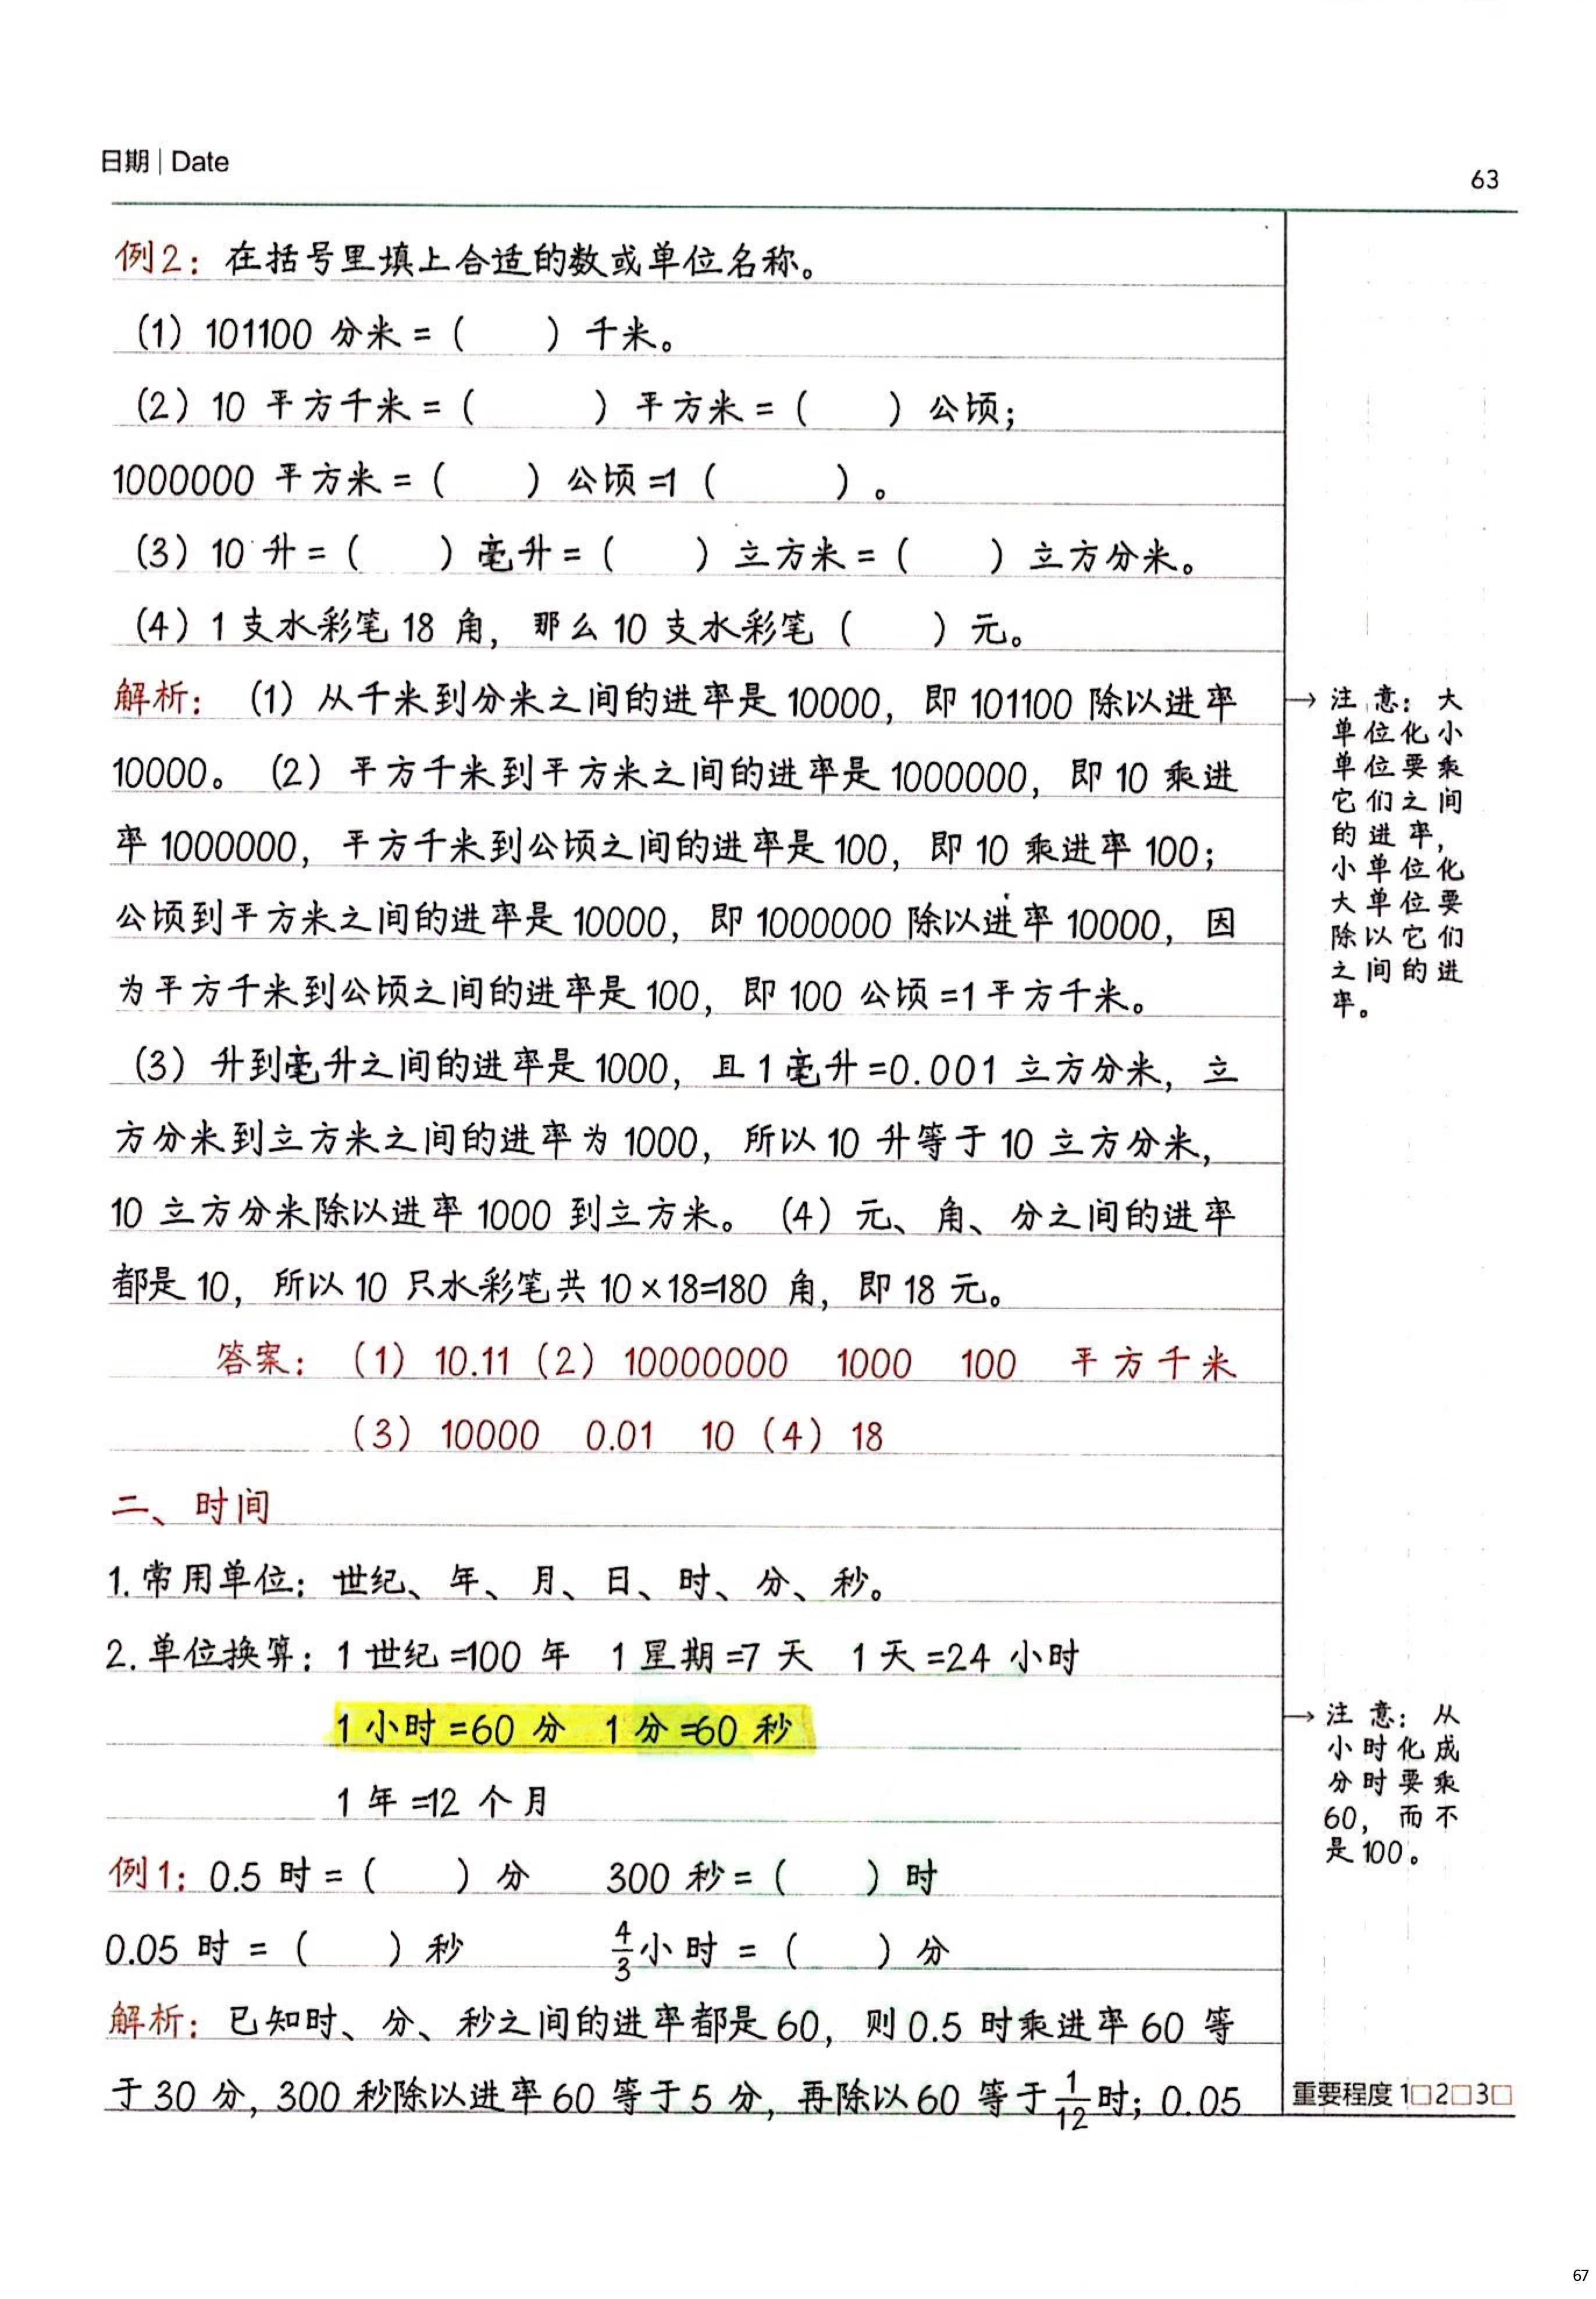 日期 | Date
63
例2：在括号里填上合适的数或单位名称。
（1）101100 分米 =（  ）千米。
（2）10 平方千米 =（  ）平方米 =（  ）公顷；
1000000 平方米 =（  ）公顷 =1（  ）。
（3）10 升 =（  ）毫升 =（  ）立方米 =（  ）立方分米。
（4）1 支水彩笔 18 角，那么 10 支水彩笔（  ）元。
解析：（1）从千米到分米之间的进率是 10000，即 101100 除以进率
10000。（2）平方千米到平方米之间的进率是 1000000，即 10 乘进
率 1000000，平方千米到公顷之间的进率是 100，即 10 乘进率 100；
公顷到平方米之间的进率是 10000，即 1000000 除以进率 10000，因
为平方千米到公顷之间的进率是 100，即 100 公顷 =1 平方千米。
（3）升到毫升之间的进率是 1000，且 1 毫升 =0.001 立方分米，立
方分米到立方米之间的进率为 1000，所以 10 升等于 10 立方分米，
10 立方分米除以进率 1000 到立方米。（4）元、角、分之间的进率
都是 10，所以 10 只水彩笔共 10×18=180 角，即 18 元。
答案：（1）10.11（2）10000000 1000 100 平方千米
（3）10000 0.01 10（4）18
二、时间
1. 常用单位：世纪、年、月、日、时、分、秒。
2. 单位换算：1 世纪 =100 年 1 星期 =7 天 1 天 =24 小时
1 小时 =60 分 1 分 =60 秒
1 年 =12 个月
例1：0.5 时 =（  ）分 300 秒 =（  ）时
0.05 时 =（  ）秒 4/3 小时 =（  ）分
解析：已知时、分、秒之间的进率都是 60，则 0.5 时乘进率 60 等
于 30 分，300 秒除以进率 60 等于 5 分，再除以 60 等于 1/12 时；0.05
→ 注意：大
单位化小
单位要乘
它们之间
的进率，
小单位化
大单位要
除以它们
之间的进
率。
→ 注意：从
小时化成
分时要乘
60，而不
是 100。
重要程度 1□2□3□
67